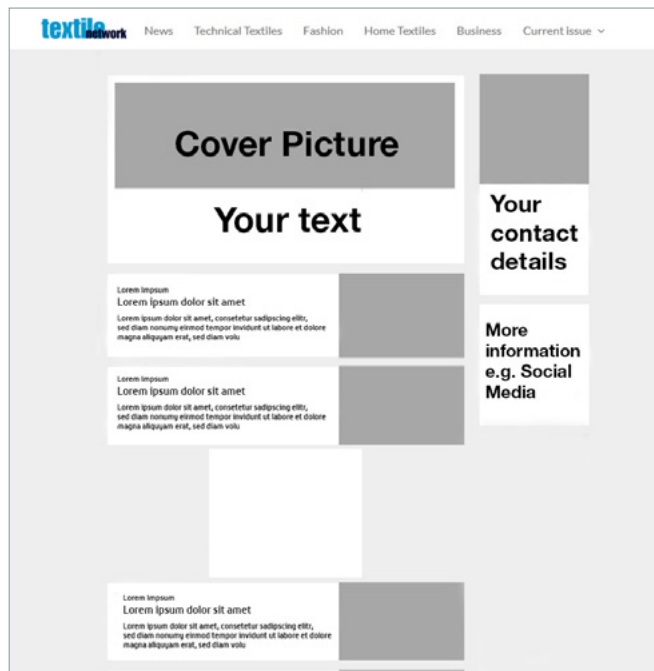 textile network
News Technical Textiles Fashion Home Textiles Business Current issue
Cover Picture
Your text
Your
contact
details
Lorem Impsum
Lorem ipsum dolor sit amet
Lorem ipsum dolor sit amet, consetetur sadipscing elitr,
sed diam nonumy eirmod tempor invidunt ut labore et dolore
magna aliquyam erat, sed diam volu
More
information
e.g. Social
Media
Lorem Impsum
Lorem ipsum dolor sit amet
Lorem ipsum dolor sit amet, consetetur sadipscing elitr,
sed diam nonumy eirmod tempor invidunt ut labore et dolore
magna aliquyam erat, sed diam volu
Lorem Impsum
Lorem ipsum dolor sit amet
Lorem ipsum dolor sit amet, consetetur sadipscing elitr,
sed diam nonumy eirmod tempor invidunt ut labore et dolore
magna aliquyam erat, sed diam volu